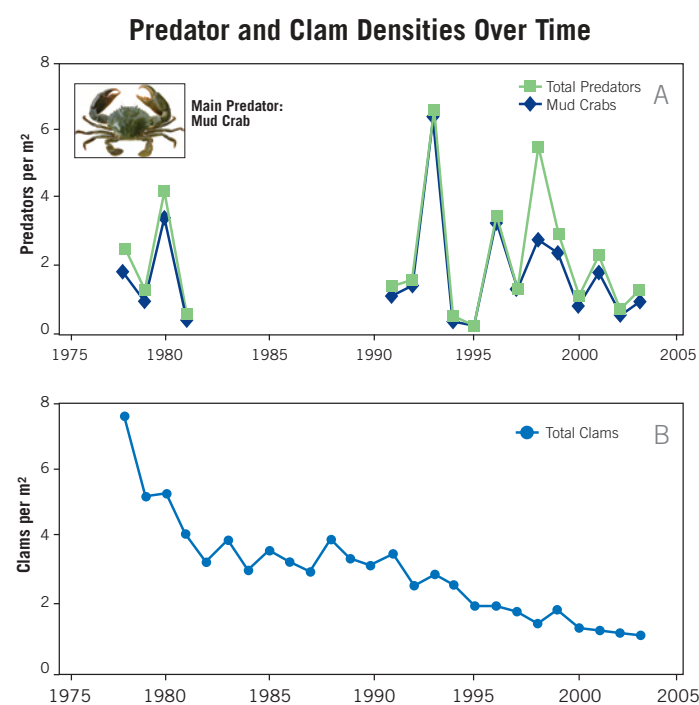 Predator and Clam Densities Over Time
8
6
4
2
0
Predators per m²
Main Predator:
Mud Crab
Total Predators
Mud Crabs
A
1975 1980 1985 1990 1995 2000 2005
8
6
4
2
0
Clams per m²
Total Clams
B
1975 1980 1985 1990 1995 2000 2005